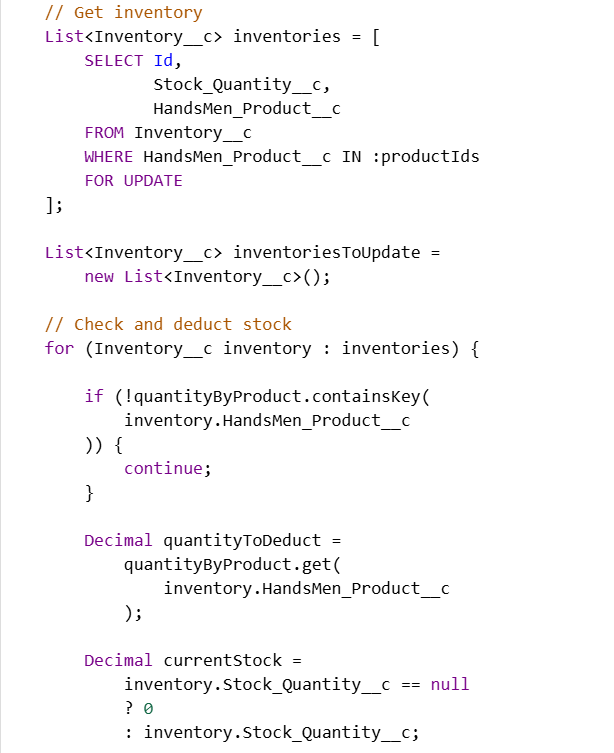 // Get inventory
List<Inventory__c> inventories = [
    SELECT Id,
           Stock_Quantity__c,
           HandsMen_Product__c
    FROM Inventory__c
    WHERE HandsMen_Product__c IN :productIds
    FOR UPDATE
];
List<Inventory__c> inventoriesToUpdate =
    new List<Inventory__c>();
// Check and deduct stock
for (Inventory__c inventory : inventories) {
    if (!quantityByProduct.containsKey(
        inventory.HandsMen_Product__c
    )) {
        continue;
    }
    Decimal quantityToDeduct =
        quantityByProduct.get(
            inventory.HandsMen_Product__c
        );
    Decimal currentStock =
        inventory.Stock_Quantity__c == null
        ? 0
        : inventory.Stock_Quantity__c;